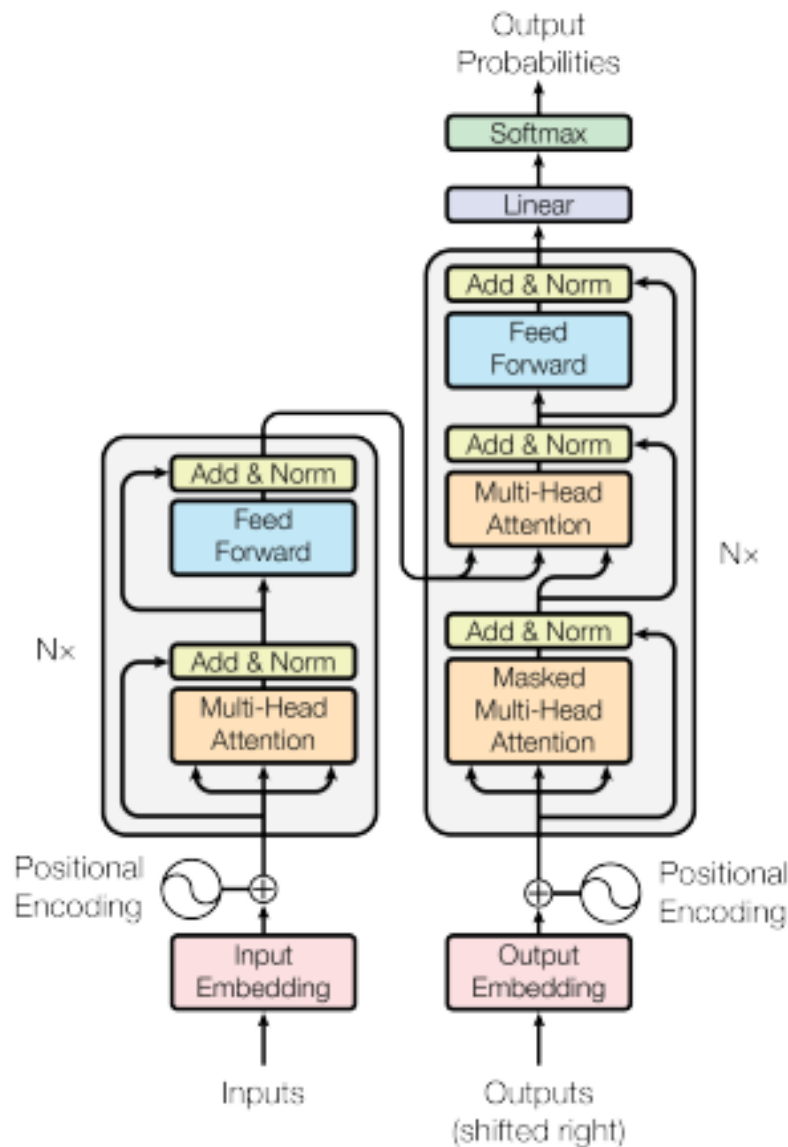 Output
Probabilities
Softmax
Linear
Add & Norm
Feed
Forward
Add & Norm
Multi-Head
Attention
Nx
Add & Norm
Masked
Multi-Head
Attention
Add & Norm
Feed
Forward
Nx
Add & Norm
Multi-Head
Attention
Positional
Encoding
Positional
Encoding
Input
Embedding
Output
Embedding
Inputs
Outputs
(shifted right)